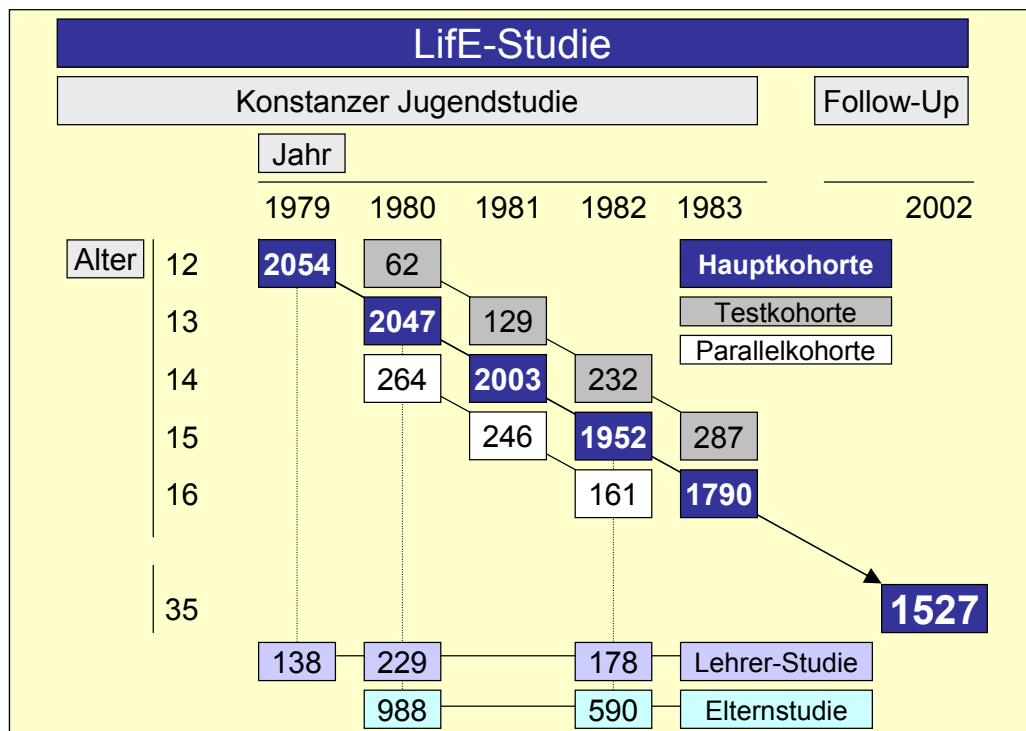 LifE-Studie
Konstanzer Jugendstudie Follow-Up
Jahr
1979 1980 1981 1982 1983 2002
Alter 12 2054 62 Hauptkohorte
13 2047 129 Testkohorte
Parallelkohorte
14 264 2003 232
15 246 1952 287
16 161 1790
35 1527
138 229 178 Lehrer-Studie
988 590 Elternstudie